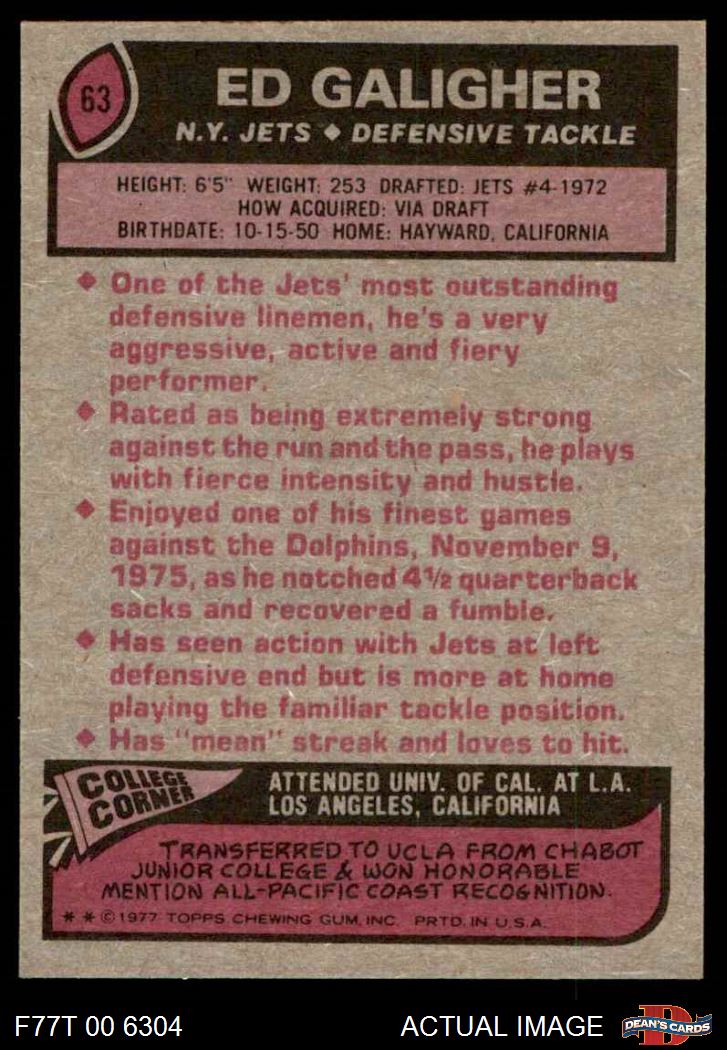 63
ED GALIGHER
N.Y. JETS ◆ DEFENSIVE TACKLE
HEIGHT: 6'5" WEIGHT: 253 DRAFTED: JETS #4-1972
HOW ACQUIRED: VIA DRAFT
BIRTHDATE: 10-15-50 HOME: HAYWARD, CALIFORNIA
◆ One of the Jets' most outstanding
defensive linemen, he's a very
aggressive, active and fiery
performer.
◆ Rated as being extremely strong
against the run and the pass, he plays
with fierce intensity and hustle.
◆ Enjoyed one of his finest games
against the Dolphins, November 9,
1975, as he notched 4½ quarterback
sacks and recovered a fumble.
◆ Has seen action with Jets at left
defensive end but is more at home
playing the familiar tackle position.
◆ Has "mean" streak and loves to hit.
COLLEGE
CORNER
ATTENDED UNIV. OF CAL. AT L.A.
LOS ANGELES, CALIFORNIA
TRANSFERRED TO UCLA FROM CHABOT
JUNIOR COLLEGE & WON HONORABLE
MENTION ALL-PACIFIC COAST RECOGNITION.
* * © 1977 TOPPS CHEWING GUM, INC. PRTD. IN U.S.A.
F77T 00 6304
ACTUAL IMAGE
D
DEAN'S CARDS